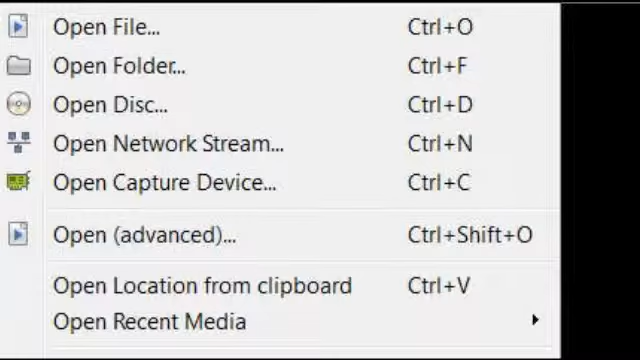 Open File... Ctrl+O
Open Folder... Ctrl+F
Open Disc... Ctrl+D
Open Network Stream... Ctrl+N
Open Capture Device... Ctrl+C
Open (advanced)... Ctrl+Shift+O
Open Location from clipboard Ctrl+V
Open Recent Media